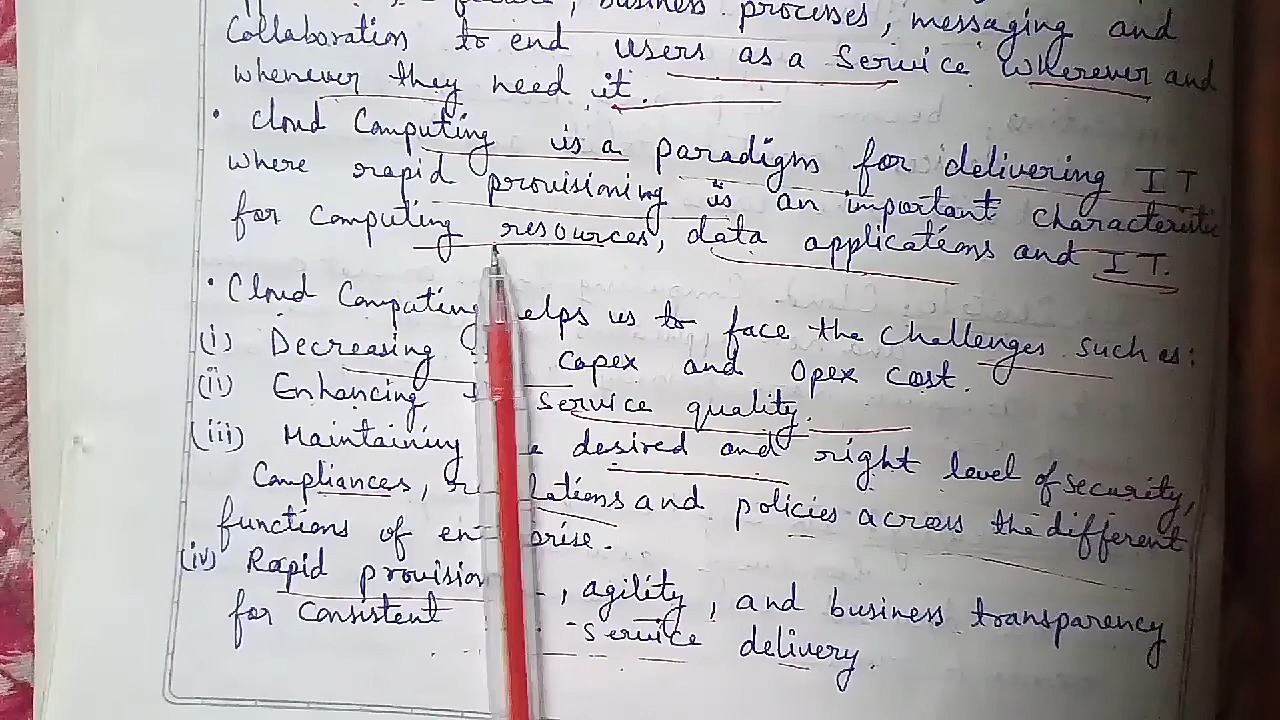 business processes, messaging and
Collaboration to end users as a Service Wherever and
whenever they need it.
• Cloud Computing is a paradigm for delivering IT
where rapid provisioning is an important characteristic
for Computing resources, data applications and IT.
• Cloud Computing helps us to face the Challenges such as:
(i) Decreasing Capex and Opex Cost.
(ii) Enhancing Service quality.
(iii) Maintaining desired and right level of security,
Compliances, and policies across the different
functions of
(iv) Rapid , agility, and business transparency
for Consistent Service delivery.